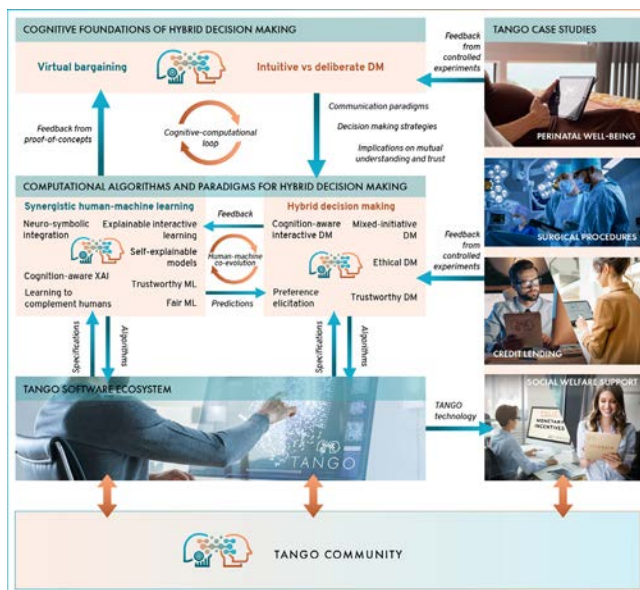 COGNITIVE FOUNDATIONS OF HYBRID DECISION MAKING
Virtual bargaining
Intuitive vs deliberate DM
Feedback
from
controlled
experiments
TANGO CASE STUDIES
PERINATAL WELL-BEING
Feedback from
proof-of-concepts
Cognitive-computational
loop
Communication paradigms
Decision making strategies
Implications on mutual
understanding and trust
COMPUTATIONAL ALGORITHMS AND PARADIGMS FOR HYBRID DECISION MAKING
Synergistic human-machine learning
Neuro-symbolic
integration
Explainable interactive
learning
Self-explainable
models
Cognition-aware XAI
Trustworthy ML
Learning to
complement humans
Fair ML
Feedback
Human-machine
co-evolution
Predictions
Hybrid decision making
Cognition-aware
interactive DM
Mixed-initiative
DM
Ethical DM
Preference
elicitation
Trustworthy DM
SURGICAL PROCEDURES
Feedback
from
controlled
experiments
CREDIT LENDING
Specifications
Algorithms
Specifications
Algorithms
TANGO SOFTWARE ECOSYSTEM
TANGO
TANGO
technology
SOCIAL WELFARE SUPPORT
MONETARY
INCENTIVES
TANGO COMMUNITY